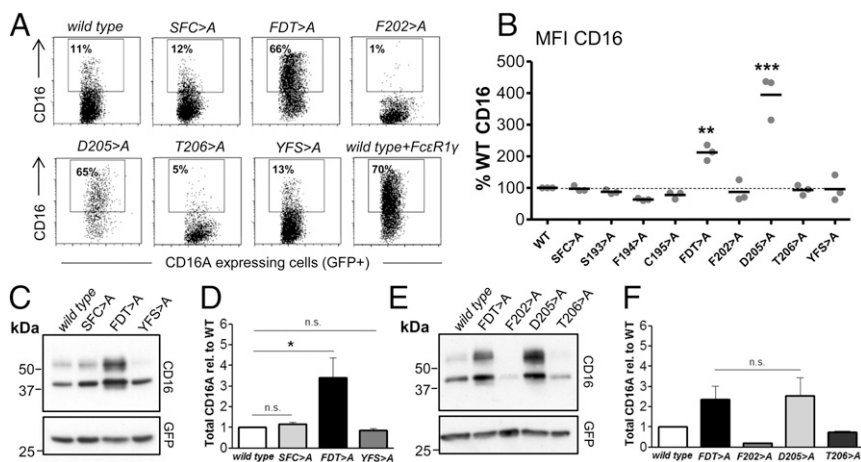 A
wild type SFC>A FDT>A F202>A
11% 12% 66% 1%
CD16
D205>A T206>A YFS>A wild type+FcεR1γ
65% 5% 13% 70%
CD16
CD16A expressing cells (GFP+)
B
MFI CD16
% WT CD16
500
400
300
200
100
0
**
***
WT SFC>A S193>A F194>A C195>A FDT>A F202>A D205>A T206>A YFS>A
C
kDa
wild type SFC>A FDT>A YFS>A
50
37
25
CD16
GFP
D
Total CD16A rel. to WT
6
5
4
3
2
1
0
n.s.
*
n.s.
wild type SFC>A FDT>A YFS>A
E
kDa
wild type FDT>A F202>A D205>A T206>A
50
37
25
CD16
GFP
F
Total CD16A rel. to WT
6
5
4
3
2
1
0
n.s.
wild type FDT>A F202>A D205>A T206>A